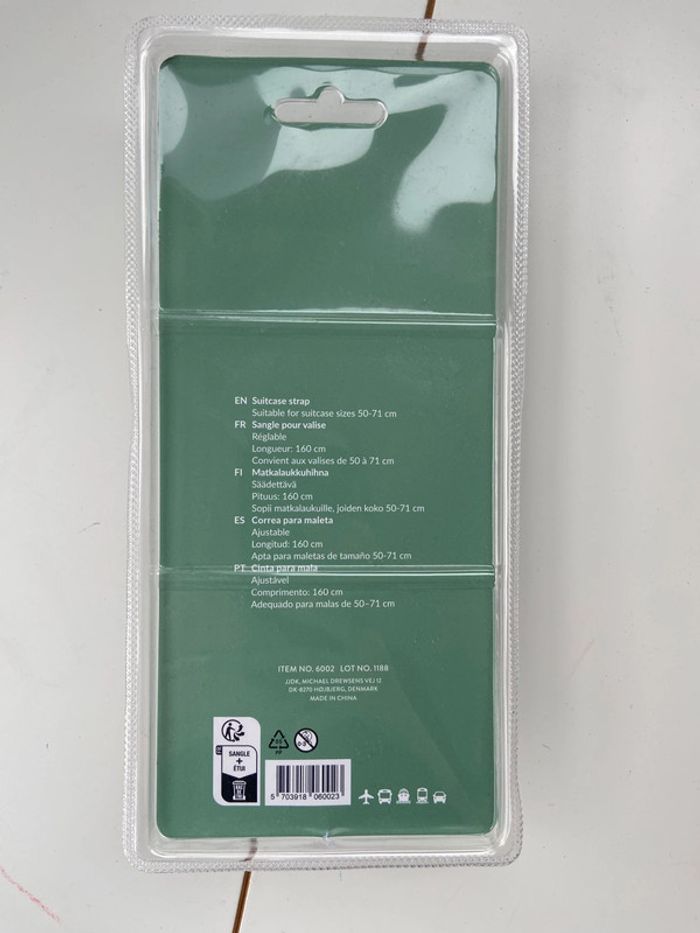 EN Suitcase strap
Suitable for suitcase sizes 50-71 cm
FR Sangle pour valise
Réglable
Longueur: 160 cm
Convient aux valises de 50 à 71 cm
FI Matkalaukkuhihna
Säädettävä
Pituus: 160 cm
Sopii matkalaukuille, joiden koko 50-71 cm
ES Correa para maleta
Ajustable
Longitud: 160 cm
Apta para maletas de tamaño 50-71 cm
PT Cinta para mala
Ajustável
Comprimento: 160 cm
Adequado para malas de 50–71 cm
ITEM NO. 6002 LOT NO. 1188
JJDK, MICHAEL DREWSENS VEJ 12
DK-8270 HØJBJERG, DENMARK
MADE IN CHINA
FR
SANGLE
+
ÉTUI
PP
0-3
5 703918 060023